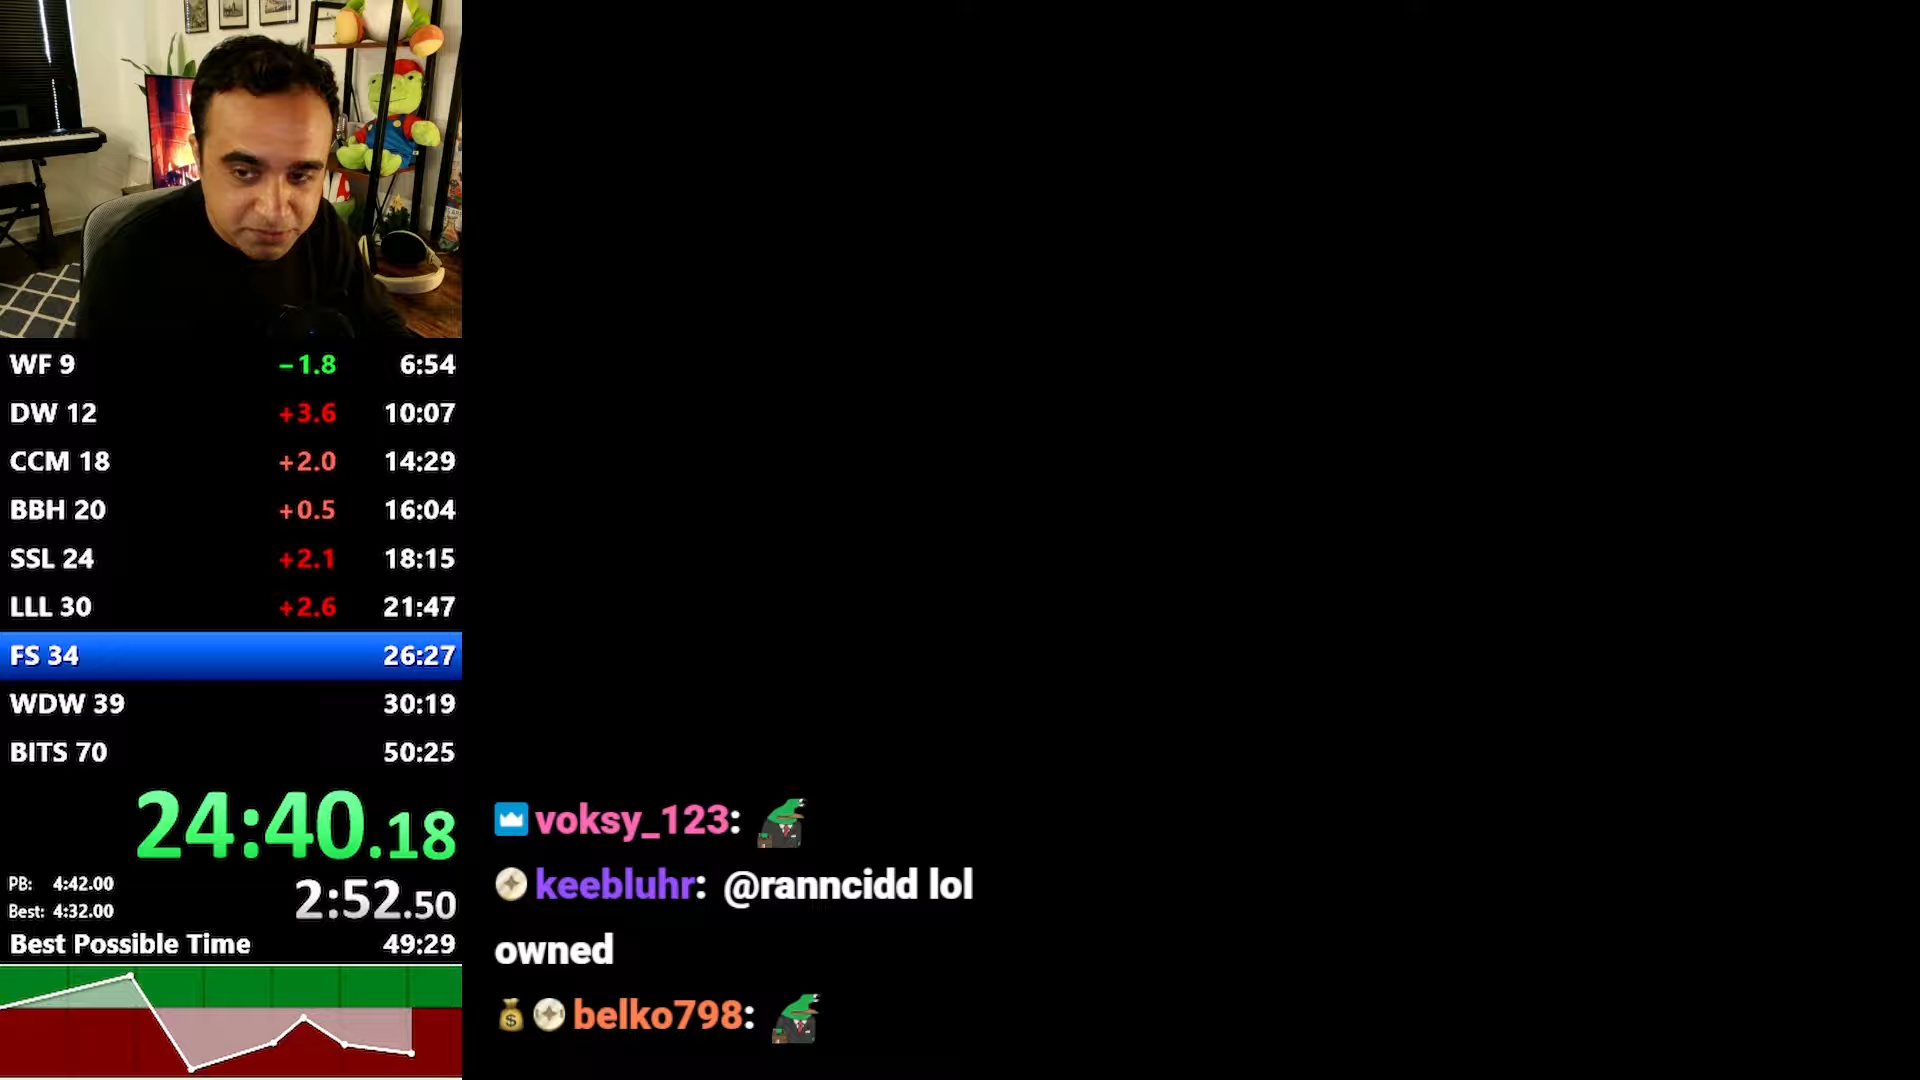 WF 9 −1.8 6:54
DW 12 +3.6 10:07
CCM 18 +2.0 14:29
BBH 20 +0.5 16:04
SSL 24 +2.1 18:15
LLL 30 +2.6 21:47
FS 34 26:27
WDW 39 30:19
BITS 70 50:25
24:40.18
PB: 4:42.00
Best: 4:32.00
2:52.50
Best Possible Time 49:29
voksy_123:
keebluhr: @ranncidd lol
owned
belko798: